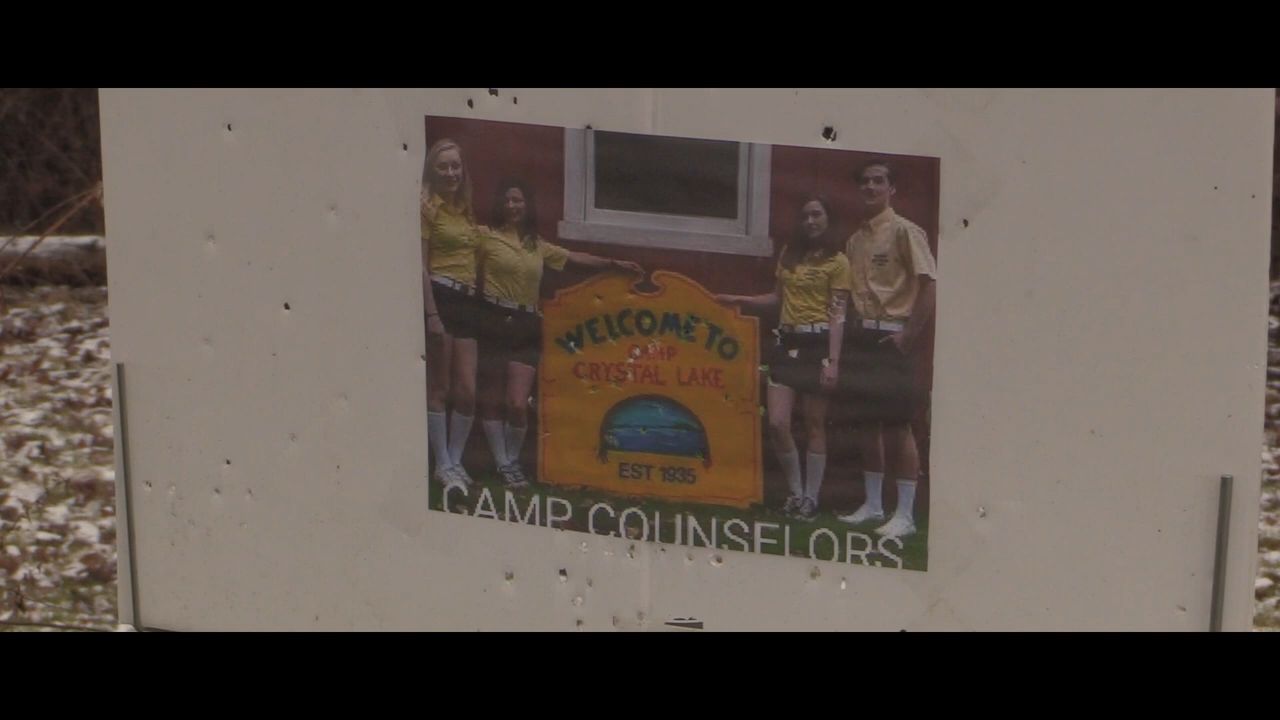 WELCOME TO
CAMP
CRYSTAL LAKE
EST 1935
CAMP COUNSELORS